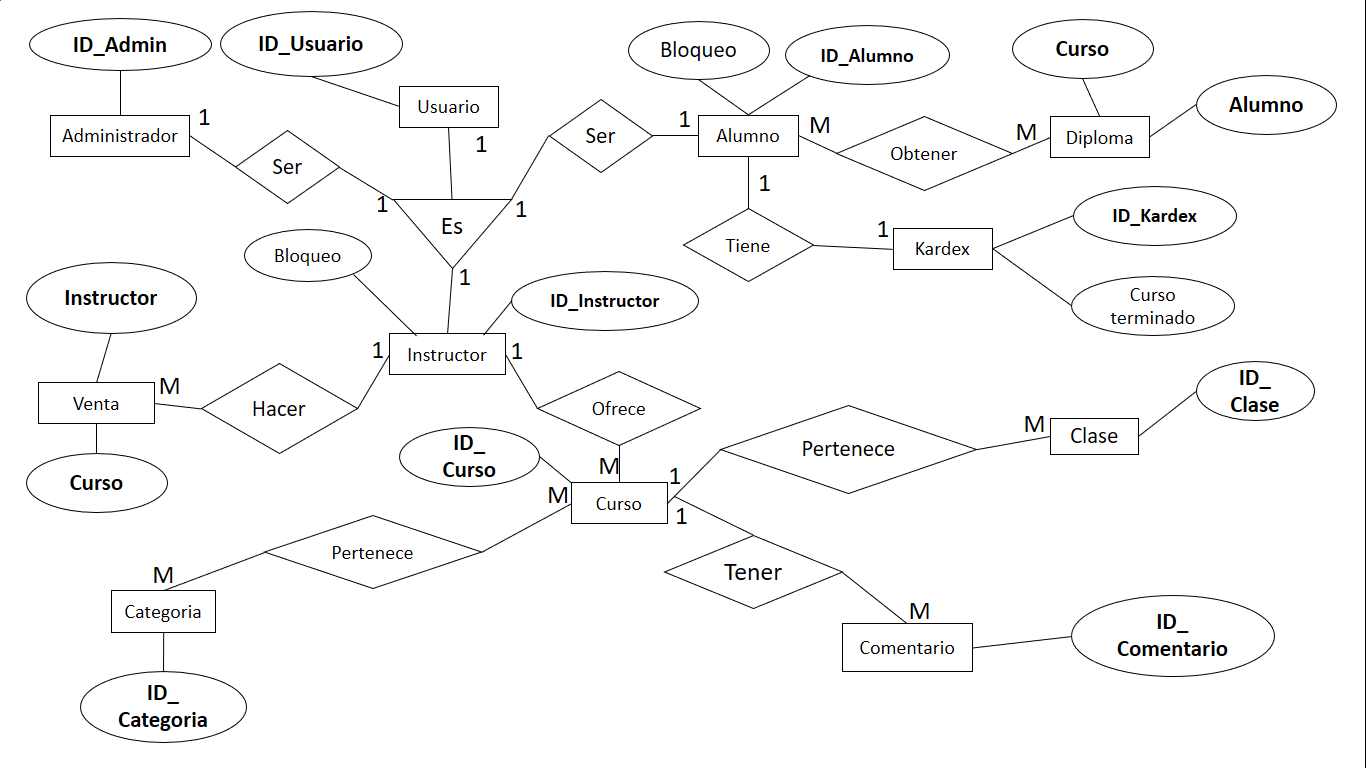 ID_Admin
ID_Usuario
Bloqueo
ID_Alumno
Curso
Usuario
Alumno
Administrador
1
1
Ser
1
Alumno
M
Obtener
M
Diploma
Ser
1
Es
1
1
Tiene
1
Kardex
ID_Kardex
Curso
terminado
Bloqueo
1
ID_Instructor
Instructor
1
Instructor
1
Venta
M
Hacer
Ofrece
ID_
Clase
Curso
ID_
Curso
M
M
Curso
1
1
Pertenece
M
Clase
Pertenece
M
Categoria
ID_
Categoria
Tener
M
Comentario
ID_
Comentario